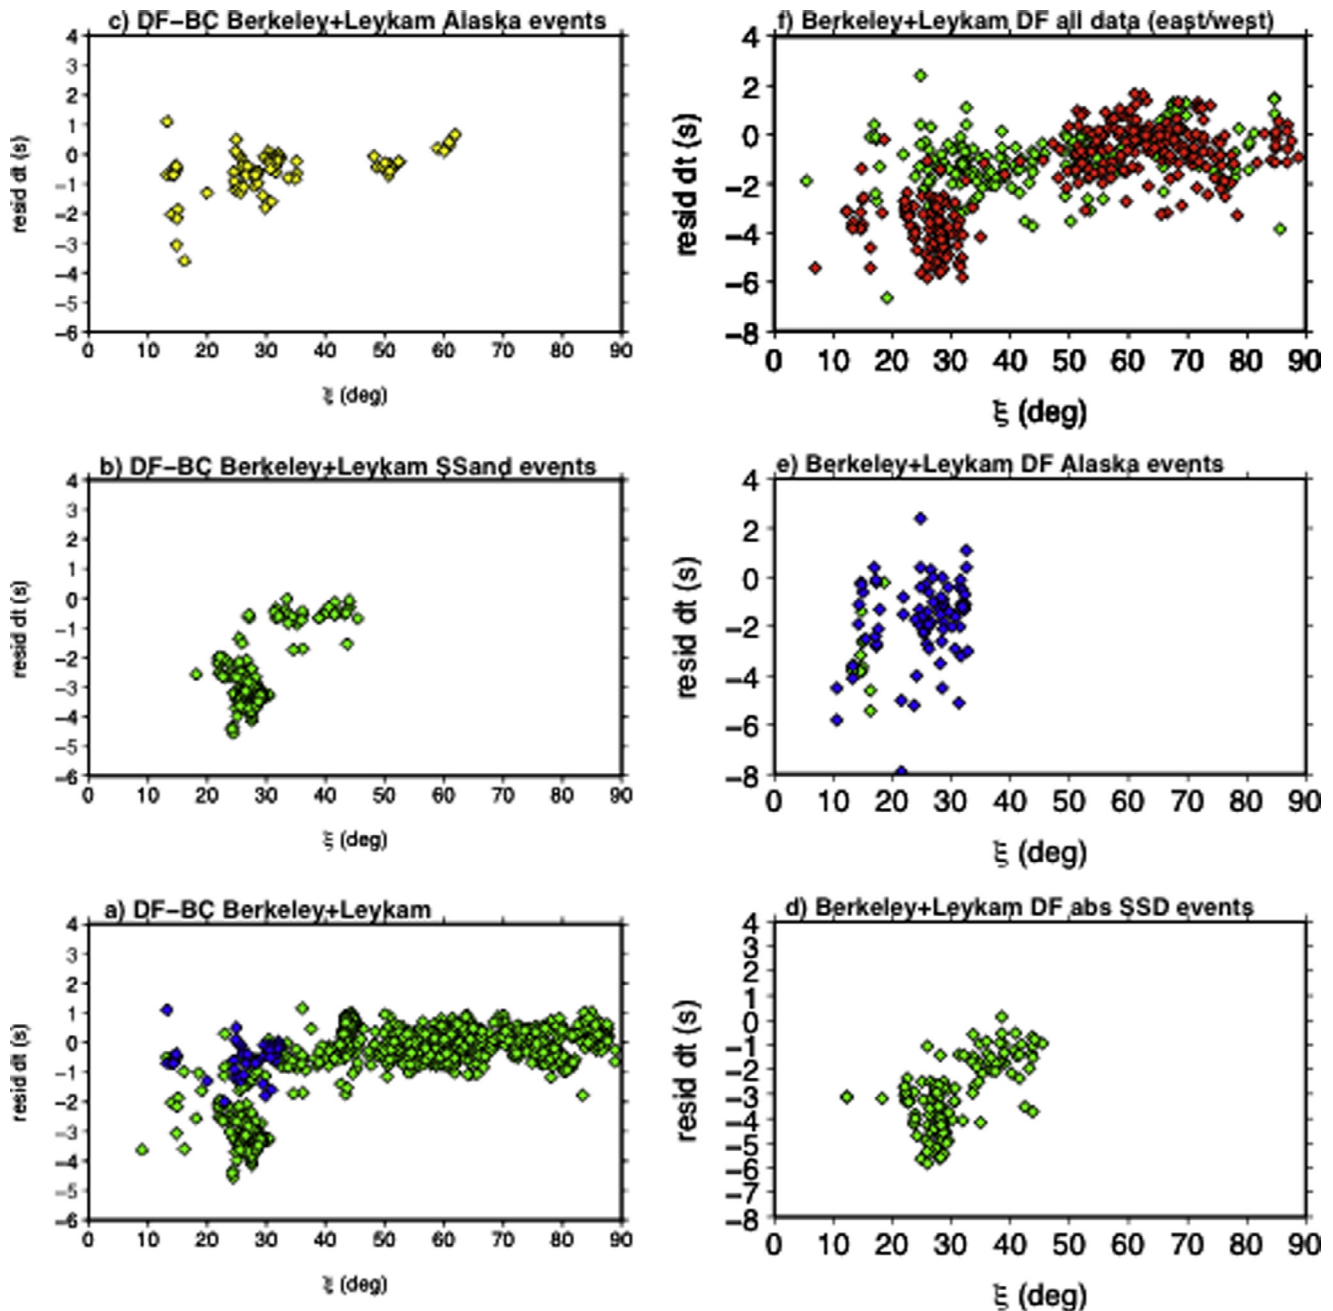 c) DF-BC Berkeley+Leykam Alaska events
4
3
2
1
0
-1
-2
-3
-4
-5
-6
resid dt (s)
0 10 20 30 40 50 60 70 80 90
ξ (deg)
f) Berkeley+Leykam DF all data (east/west)
4
2
0
-2
-4
-6
-8
resid dt (s)
0 10 20 30 40 50 60 70 80 90
ξ (deg)
b) DF-BC Berkeley+Leykam SSand events
4
3
2
1
0
-1
-2
-3
-4
-5
-6
resid dt (s)
0 10 20 30 40 50 60 70 80 90
ξ (deg)
e) Berkeley+Leykam DF Alaska events
4
2
0
-2
-4
-6
-8
resid dt (s)
0 10 20 30 40 50 60 70 80 90
ξ (deg)
a) DF-BC Berkeley+Leykam
4
3
2
1
0
-1
-2
-3
-4
-5
-6
resid dt (s)
0 10 20 30 40 50 60 70 80 90
ξ (deg)
d) Berkeley+Leykam DF abs SSD events
4
3
2
1
0
-1
-2
-3
-4
-5
-6
-7
-8
resid dt (s)
0 10 20 30 40 50 60 70 80 90
ξ (deg)